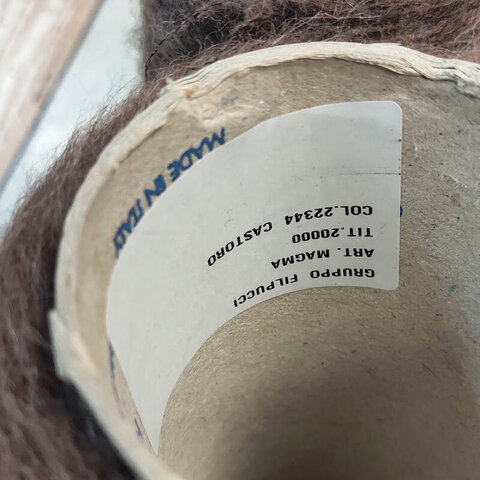 MADE IN ITALY
GRUPPO FILPUCCI
ART. MAGMA
TIT.20000
COL.22344 CASTORO